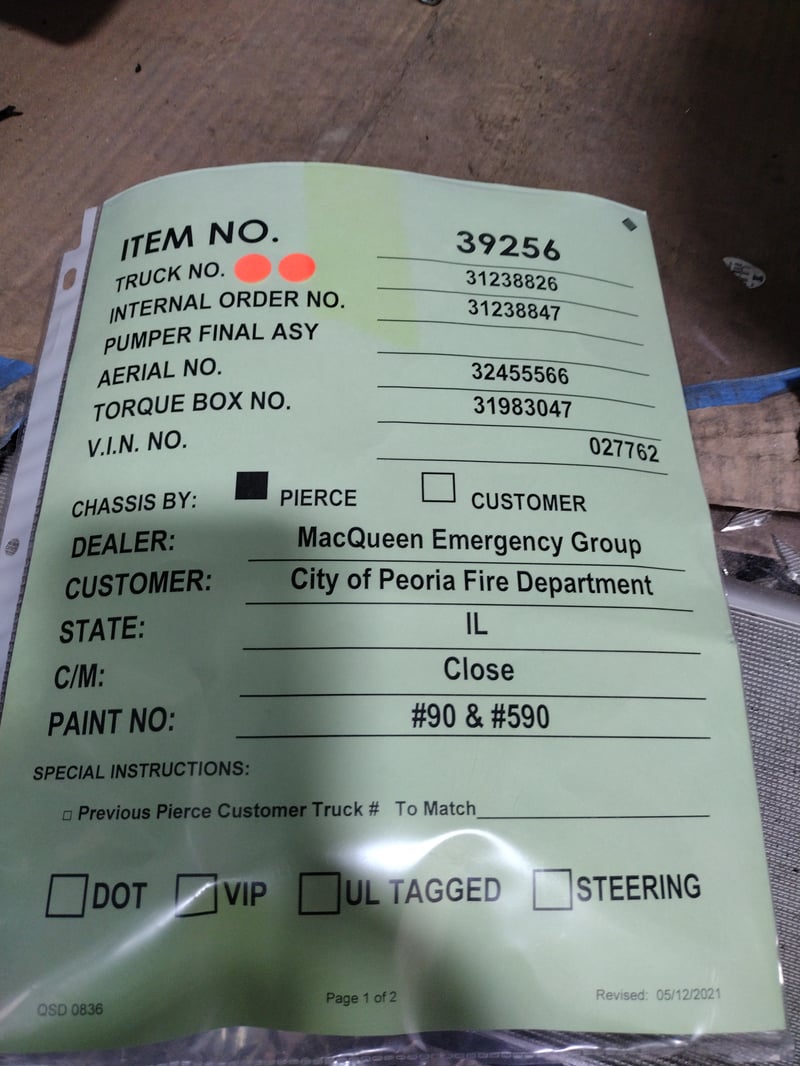 ITEM NO. 39256
TRUCK NO. 31238826
INTERNAL ORDER NO. 31238847
PUMPER FINAL ASY
AERIAL NO. 32455566
TORQUE BOX NO. 31983047
V.I.N. NO. 027762
CHASSIS BY: PIERCE CUSTOMER
DEALER: MacQueen Emergency Group
CUSTOMER: City of Peoria Fire Department
STATE: IL
C/M: Close
PAINT NO: #90 & #590
SPECIAL INSTRUCTIONS:
Previous Pierce Customer Truck # To Match
DOT VIP UL TAGGED STEERING
QSD 0836 Page 1 of 2 Revised: 05/12/2021